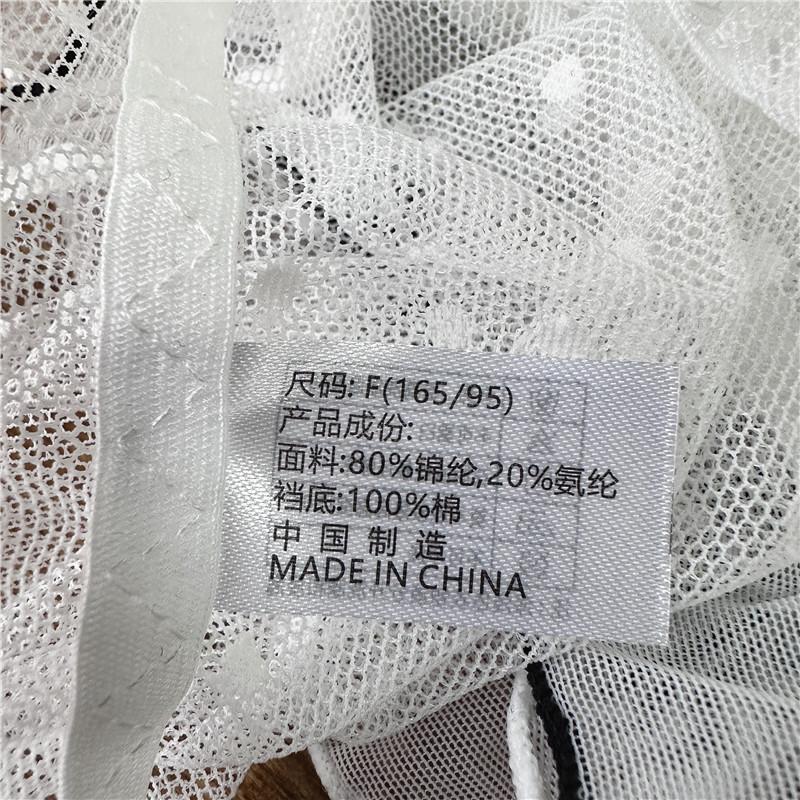 尺码: F(165/95)
产品成份:
面料:80%锦纶,20%氨纶
裆底:100%棉
中国制造
MADE IN CHINA